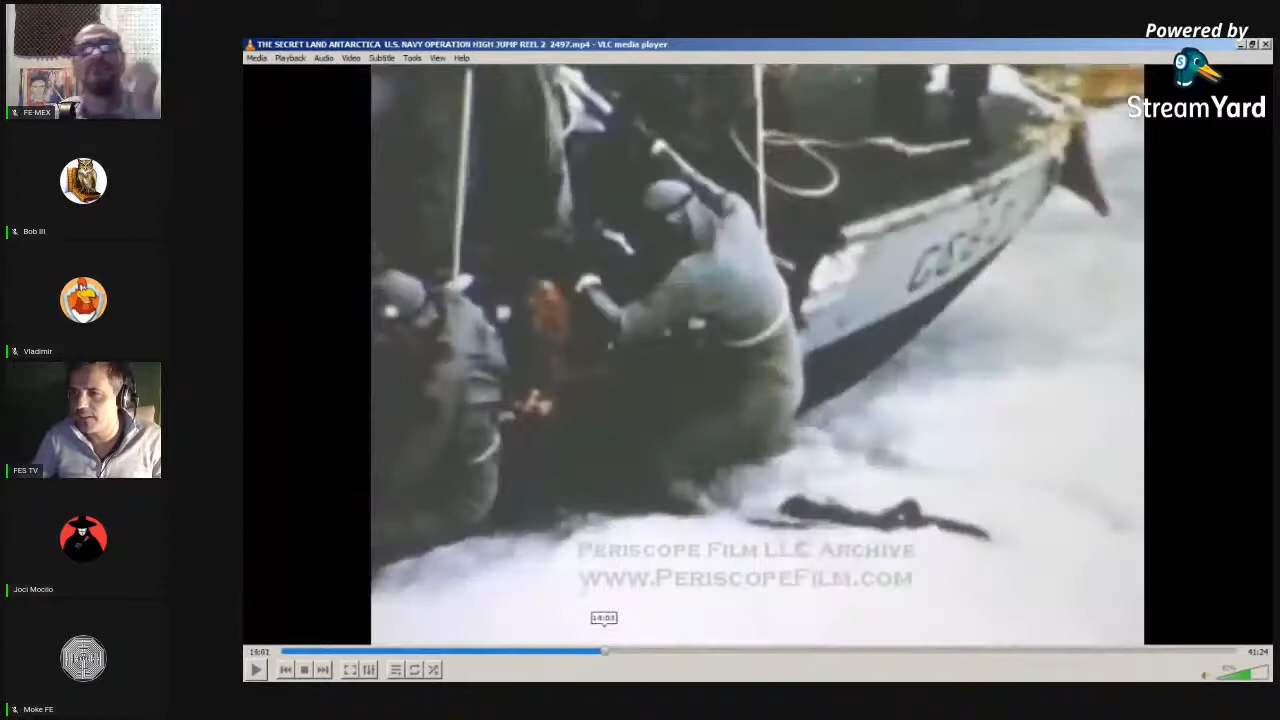 Powered by
StreamYard
THE SECRET LAND ANTARCTICA U.S. NAVY OPERATION HIGH JUMP REEL 2 2497.mp4 - VLC media player
Media Playback Audio Video Subtitle Tools View Help
FE-MEX
Bob III
Vladimir
FES TV
Joci Mocilo
Moke FE
PERISCOPE FILM LLC ARCHIVE
WWW.PERISCOPEFILM.COM
41:24